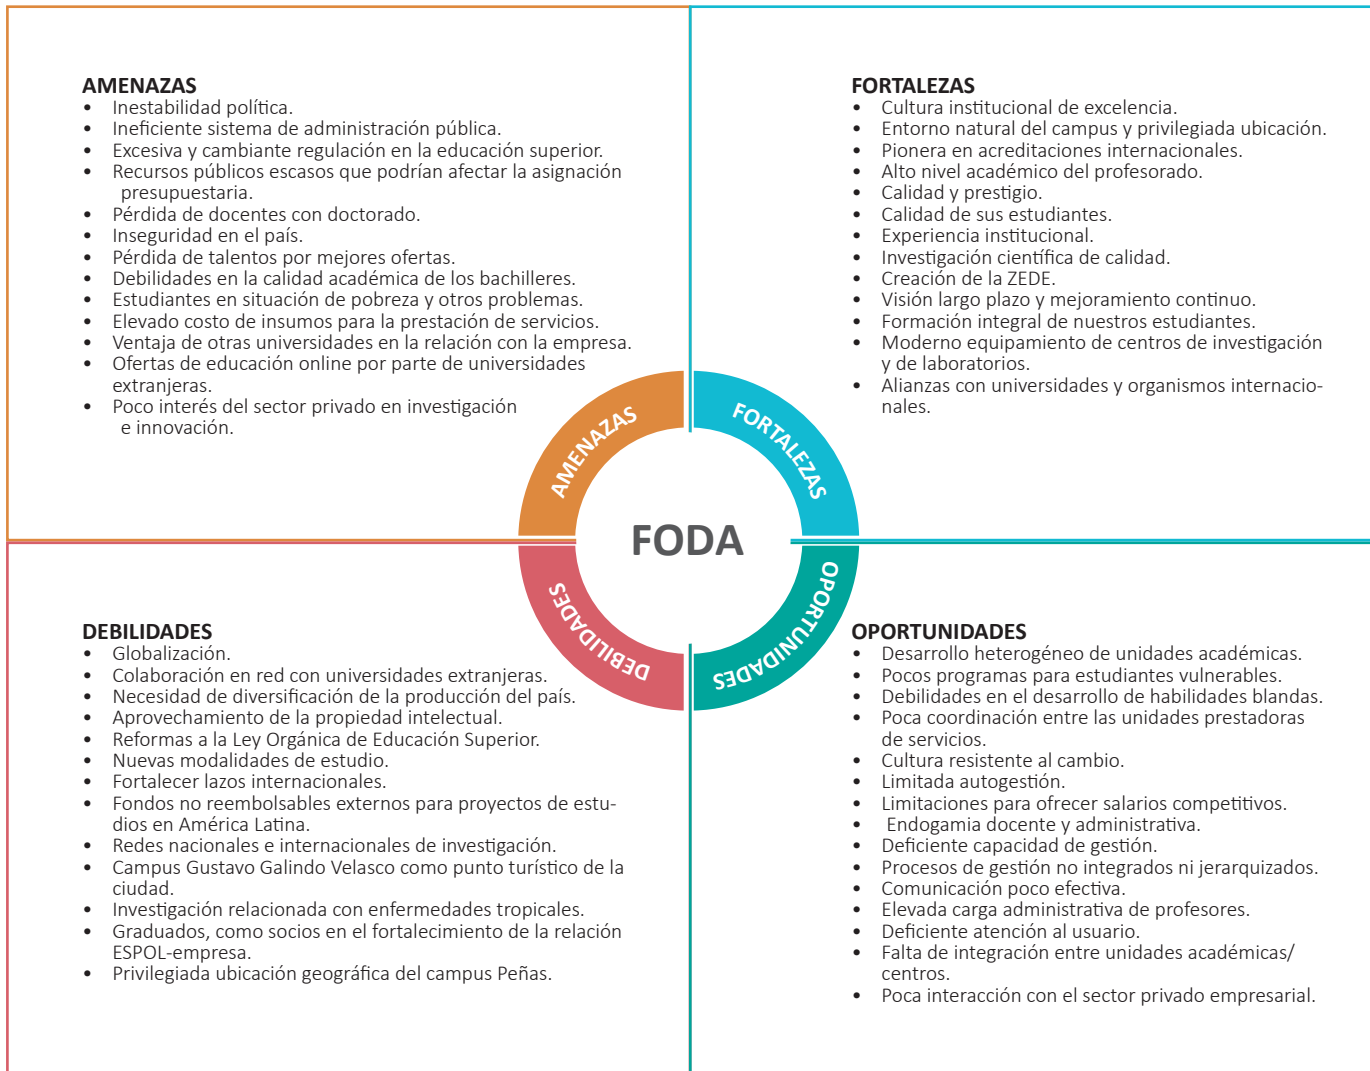 AMENAZAS
• Inestabilidad política.
• Ineficiente sistema de administración pública.
• Excesiva y cambiante regulación en la educación superior.
• Recursos públicos escasos que podrían afectar la asignación
presupuestaria.
• Pérdida de docentes con doctorado.
• Inseguridad en el país.
• Pérdida de talentos por mejores ofertas.
• Debilidades en la calidad académica de los bachilleres.
• Estudiantes en situación de pobreza y otros problemas.
• Elevado costo de insumos para la prestación de servicios.
• Ventaja de otras universidades en la relación con la empresa.
• Ofertas de educación online por parte de universidades
extranjeras.
• Poco interés del sector privado en investigación
e innovación.
FORTALEZAS
• Cultura institucional de excelencia.
• Entorno natural del campus y privilegiada ubicación.
• Pionera en acreditaciones internacionales.
• Alto nivel académico del profesorado.
• Calidad y prestigio.
• Calidad de sus estudiantes.
• Experiencia institucional.
• Investigación científica de calidad.
• Creación de la ZEDE.
• Visión largo plazo y mejoramiento continuo.
• Formación integral de nuestros estudiantes.
• Moderno equipamiento de centros de investigación
y de laboratorios.
• Alianzas con universidades y organismos internacio-
nales.
AMENAZAS
FORTALEZAS
FODA
DEBILIDADES
OPORTUNIDADES
DEBILIDADES
• Globalización.
• Colaboración en red con universidades extranjeras.
• Necesidad de diversificación de la producción del país.
• Aprovechamiento de la propiedad intelectual.
• Reformas a la Ley Orgánica de Educación Superior.
• Nuevas modalidades de estudio.
• Fortalecer lazos internacionales.
• Fondos no reembolsables externos para proyectos de estu-
dios en América Latina.
• Redes nacionales e internacionales de investigación.
• Campus Gustavo Galindo Velasco como punto turístico de la
ciudad.
• Investigación relacionada con enfermedades tropicales.
• Graduados, como socios en el fortalecimiento de la relación
ESPOL-empresa.
• Privilegiada ubicación geográfica del campus Peñas.
OPORTUNIDADES
• Desarrollo heterogéneo de unidades académicas.
• Pocos programas para estudiantes vulnerables.
• Debilidades en el desarrollo de habilidades blandas.
• Poca coordinación entre las unidades prestadoras
de servicios.
• Cultura resistente al cambio.
• Limitada autogestión.
• Limitaciones para ofrecer salarios competitivos.
• Endogamia docente y administrativa.
• Deficiente capacidad de gestión.
• Procesos de gestión no integrados ni jerarquizados.
• Comunicación poco efectiva.
• Elevada carga administrativa de profesores.
• Deficiente atención al usuario.
• Falta de integración entre unidades académicas/
centros.
• Poca interacción con el sector privado empresarial.